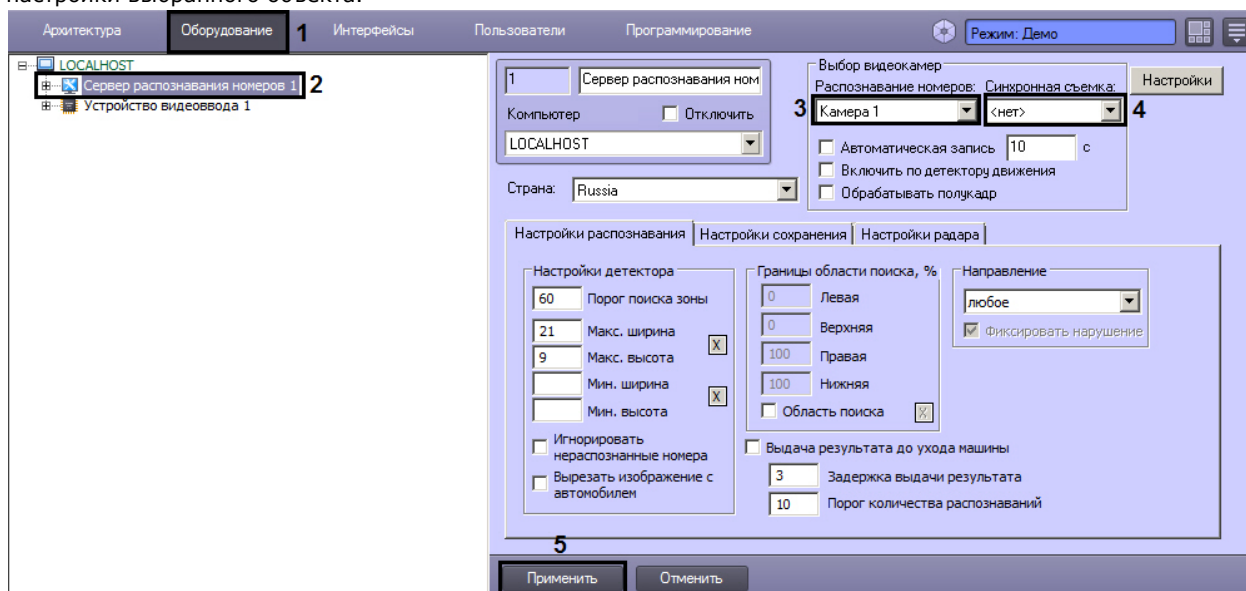 настройки выбранного объекта.
Архитектура Оборудование 1 Интерфейсы Пользователи Программирование Режим: Демо
LOCALHOST
Сервер распознавания номеров 1 2
Устройство видеоввода 1
1 Сервер распознавания ном
Компьютер Отключить
LOCALHOST
Страна: Russia
Выбор видеокамер
Распознавание номеров: Синхронная съемка:
3 Камера 1 <нет> 4
Автоматическая запись 10 с
Включить по детектору движения
Обрабатывать полукадр
Настройки
Настройки распознавания Настройки сохранения Настройки радара
Настройки детектора
60 Порог поиска зоны
21 Макс. ширина
9 Макс. высота
X
Мин. ширина
Мин. высота
X
Игнорировать
нераспознанные номера
Вырезать изображение с
автомобилем
Границы области поиска, %
0 Левая
0 Верхняя
100 Правая
100 Нижняя
Область поиска X
Направление
любое
Фиксировать нарушение
Выдача результата до ухода машины
3 Задержка выдачи результата
10 Порог количества распознаваний
5
Применить Отменить